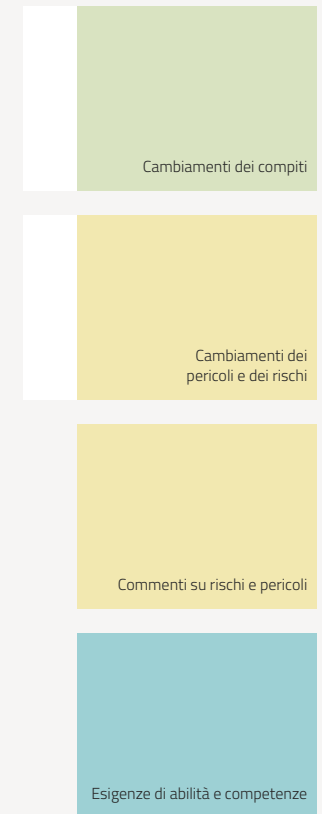 Cambiamenti dei compiti
Cambiamenti dei
pericoli e dei rischi
Commenti su rischi e pericoli
Esigenze di abilità e competenze